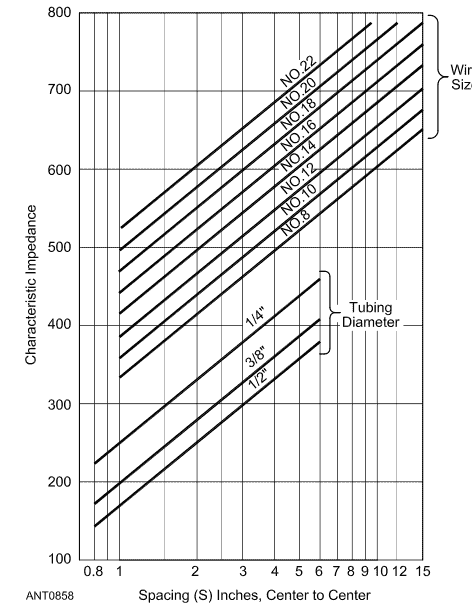 800
700
600
500
400
300
200
100
Characteristic Impedance
NO.22
NO.20
NO.18
NO.16
NO.14
NO.12
NO.10
NO.8
Wir
Siz
1/4"
3/8"
1/2"
Tubing
Diameter
0.8 1 2 3 4 5 6 7 8 9 10 12 15
ANT0858
Spacing (S) Inches, Center to Center